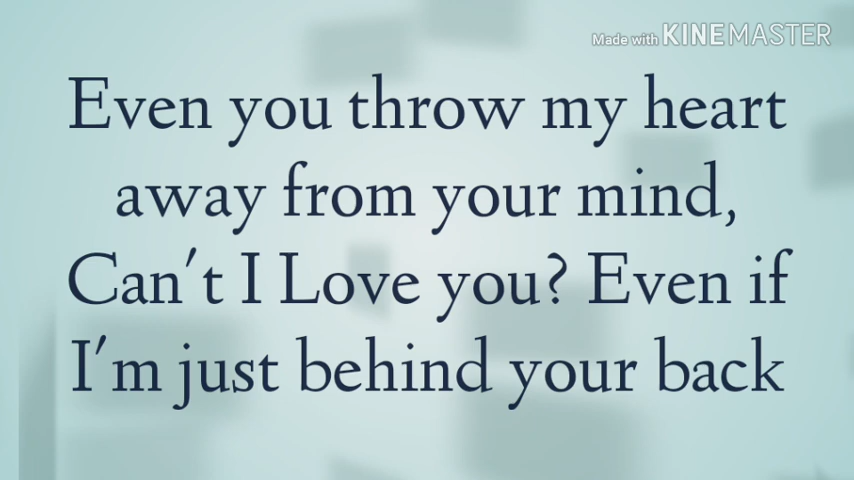 Made with KINEMASTER
Even you throw my heart
away from your mind,
Can't I Love you? Even if
I'm just behind your back